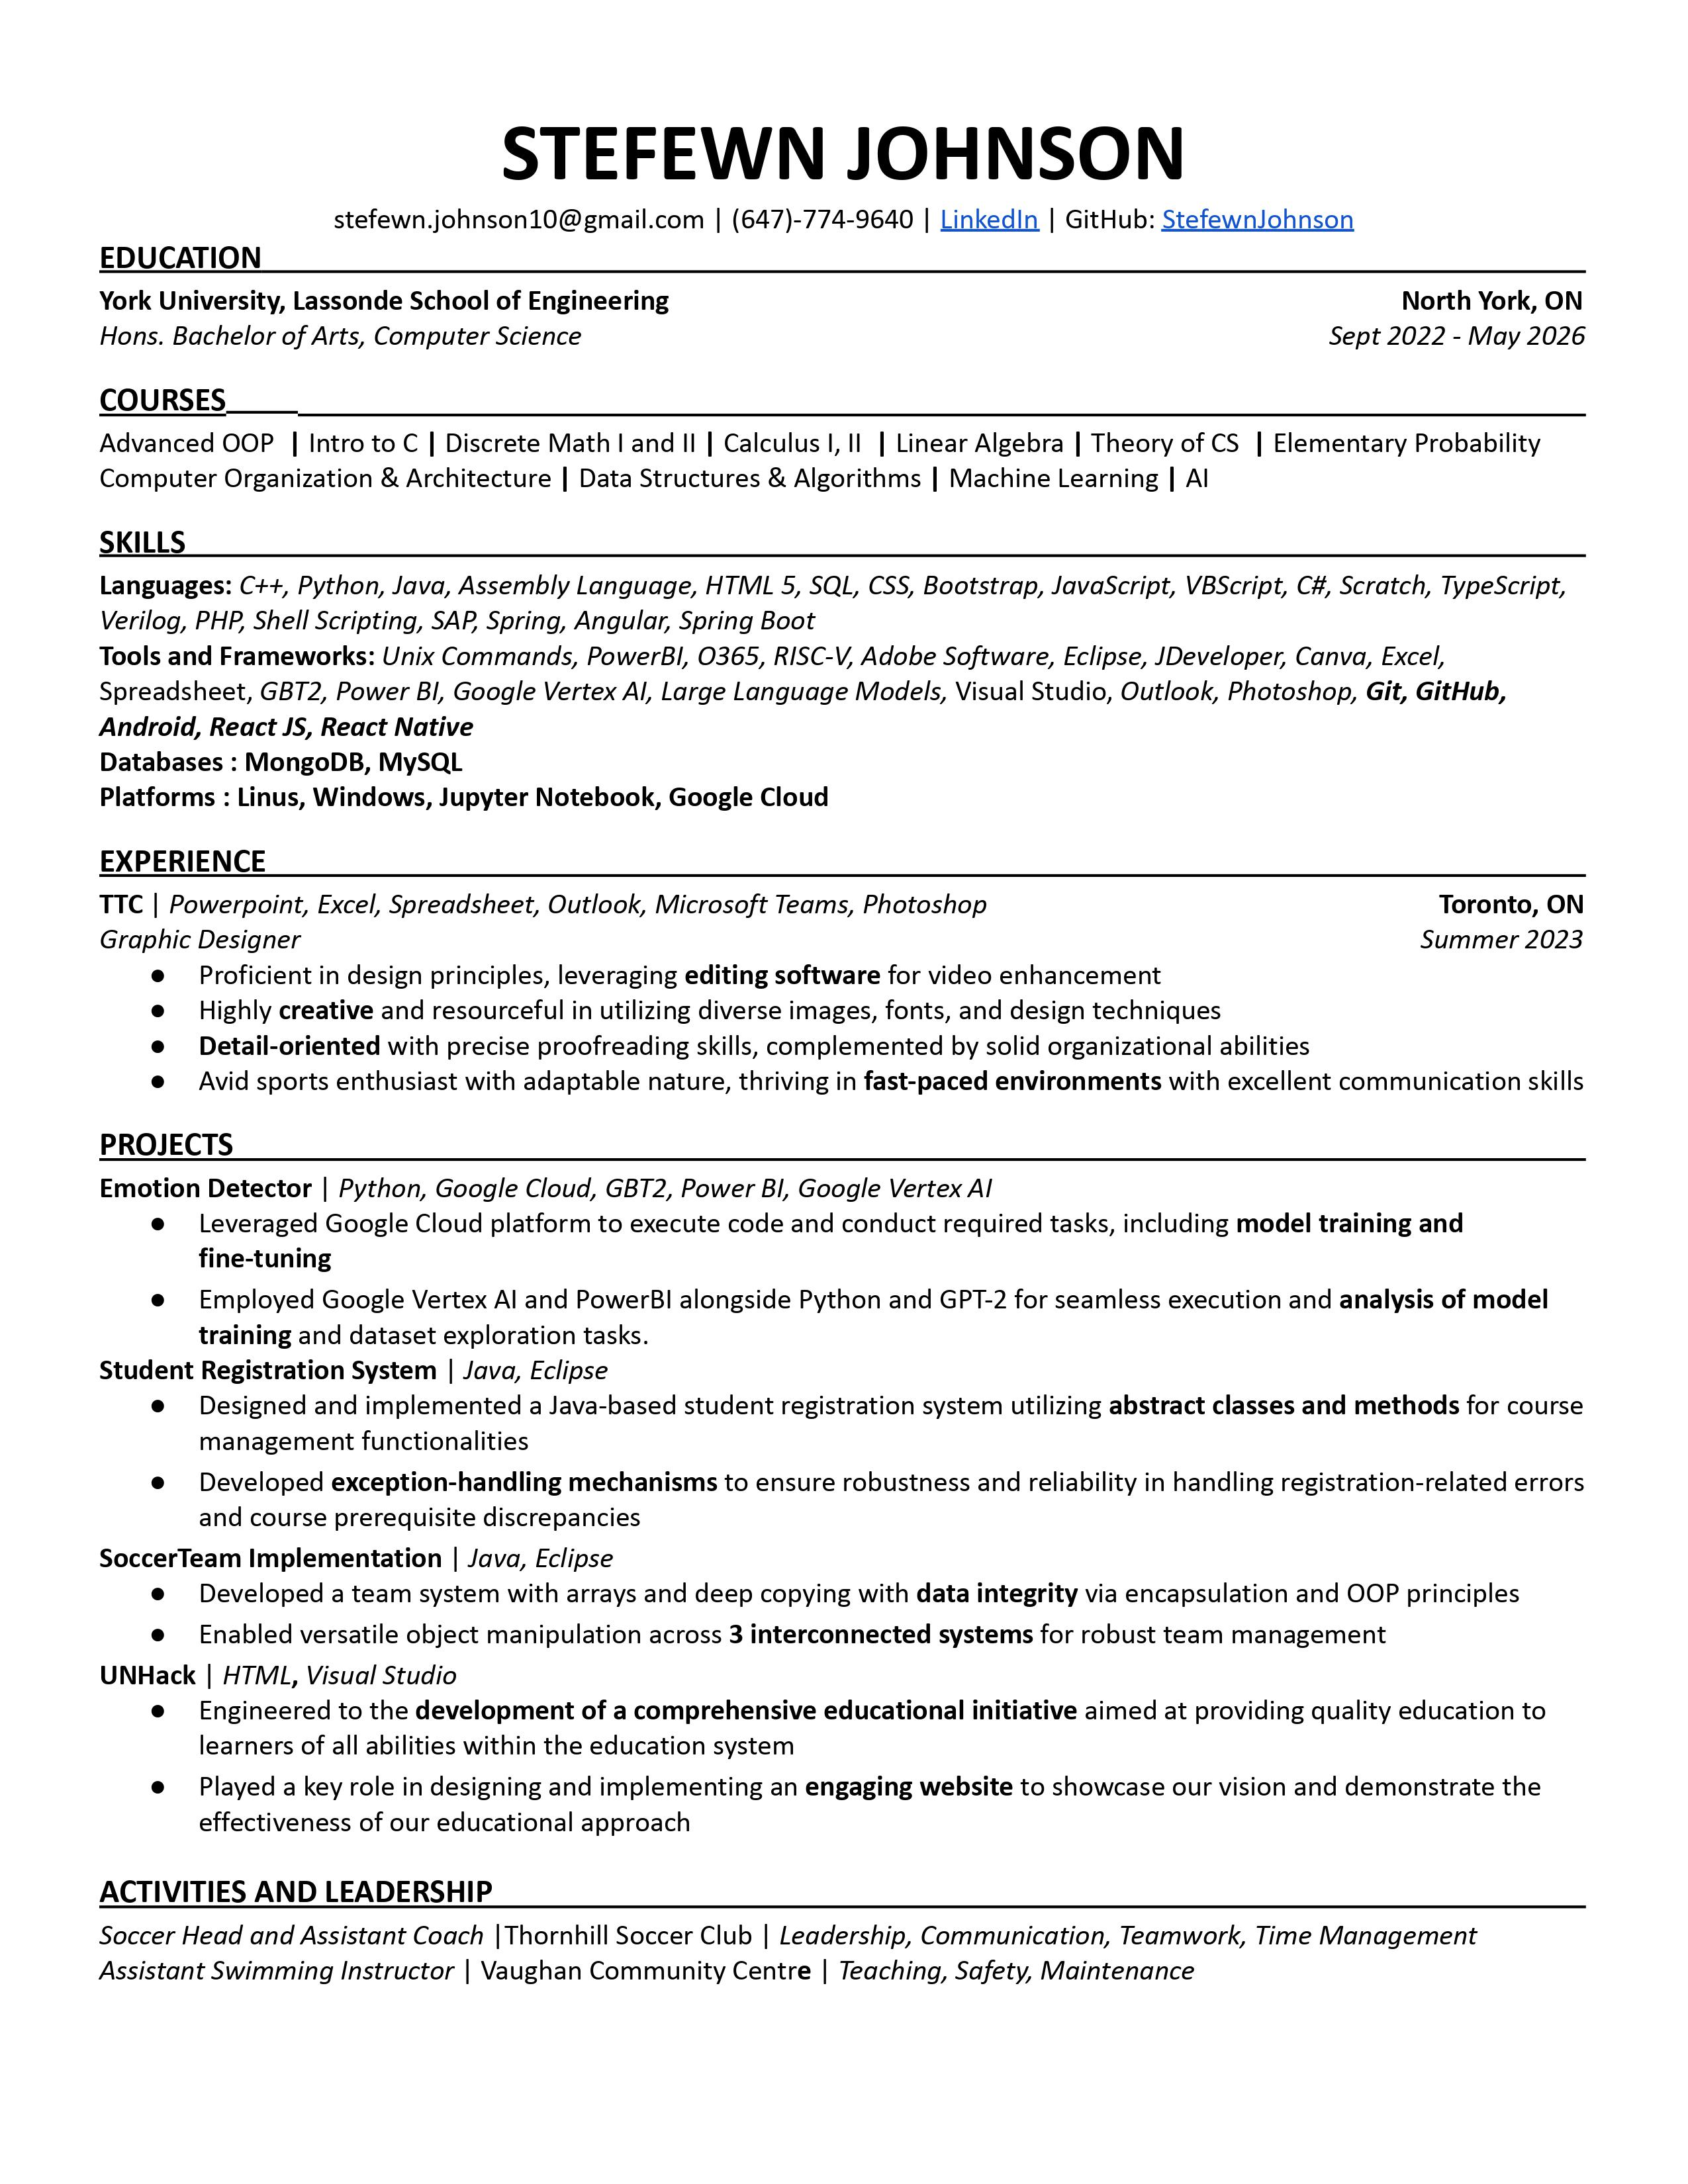 STEFEWN JOHNSON
stefewn.johnson10@gmail.com | (647)-774-9640 | LinkedIn | GitHub: StefewnJohnson
EDUCATION
York University, Lassonde School of Engineering North York, ON
Hons. Bachelor of Arts, Computer Science Sept 2022 - May 2026
COURSES
Advanced OOP | Intro to C | Discrete Math I and II | Calculus I, II | Linear Algebra | Theory of CS | Elementary Probability
Computer Organization & Architecture | Data Structures & Algorithms | Machine Learning | AI
SKILLS
Languages: C++, Python, Java, Assembly Language, HTML 5, SQL, CSS, Bootstrap, JavaScript, VBScript, C#, Scratch, TypeScript,
Verilog, PHP, Shell Scripting, SAP, Spring, Angular, Spring Boot
Tools and Frameworks: Unix Commands, PowerBI, O365, RISC-V, Adobe Software, Eclipse, JDeveloper, Canva, Excel,
Spreadsheet, GBT2, Power BI, Google Vertex AI, Large Language Models, Visual Studio, Outlook, Photoshop, Git, GitHub,
Android, React JS, React Native
Databases : MongoDB, MySQL
Platforms : Linus, Windows, Jupyter Notebook, Google Cloud
EXPERIENCE
TTC | Powerpoint, Excel, Spreadsheet, Outlook, Microsoft Teams, Photoshop Toronto, ON
Graphic Designer Summer 2023
● Proficient in design principles, leveraging editing software for video enhancement
● Highly creative and resourceful in utilizing diverse images, fonts, and design techniques
● Detail-oriented with precise proofreading skills, complemented by solid organizational abilities
● Avid sports enthusiast with adaptable nature, thriving in fast-paced environments with excellent communication skills
PROJECTS
Emotion Detector | Python, Google Cloud, GBT2, Power BI, Google Vertex AI
● Leveraged Google Cloud platform to execute code and conduct required tasks, including model training and
fine-tuning
● Employed Google Vertex AI and PowerBI alongside Python and GPT-2 for seamless execution and analysis of model
training and dataset exploration tasks.
Student Registration System | Java, Eclipse
● Designed and implemented a Java-based student registration system utilizing abstract classes and methods for course
management functionalities
● Developed exception-handling mechanisms to ensure robustness and reliability in handling registration-related errors
and course prerequisite discrepancies
SoccerTeam Implementation | Java, Eclipse
● Developed a team system with arrays and deep copying with data integrity via encapsulation and OOP principles
● Enabled versatile object manipulation across 3 interconnected systems for robust team management
UNHack | HTML, Visual Studio
● Engineered to the development of a comprehensive educational initiative aimed at providing quality education to
learners of all abilities within the education system
● Played a key role in designing and implementing an engaging website to showcase our vision and demonstrate the
effectiveness of our educational approach
ACTIVITIES AND LEADERSHIP
Soccer Head and Assistant Coach |Thornhill Soccer Club | Leadership, Communication, Teamwork, Time Management
Assistant Swimming Instructor | Vaughan Community Centre | Teaching, Safety, Maintenance